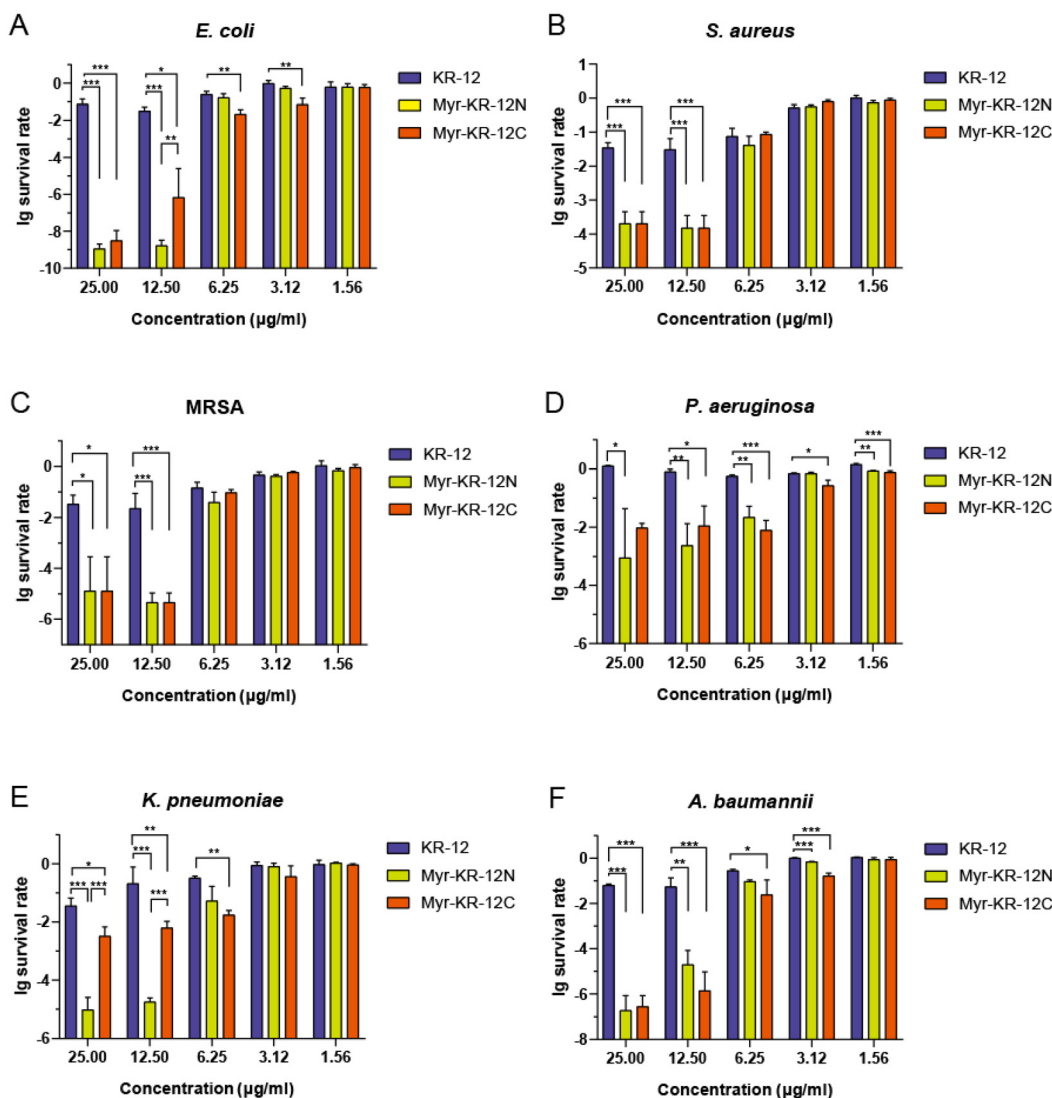 A
E. coli
*** * ** **
*** ***
**
0
-2
-4
-6
-8
-10
lg survival rate
25.00 12.50 6.25 3.12 1.56
Concentration (µg/ml)
KR-12
Myr-KR-12N
Myr-KR-12C
B
S. aureus
*** ***
*** ***
1
0
-1
-2
-3
-4
-5
lg survival rate
25.00 12.50 6.25 3.12 1.56
Concentration (µg/ml)
KR-12
Myr-KR-12N
Myr-KR-12C
C
MRSA
* ***
* ***
0
-2
-4
-6
lg survival rate
25.00 12.50 6.25 3.12 1.56
Concentration (µg/ml)
KR-12
Myr-KR-12N
Myr-KR-12C
D
P. aeruginosa
* * *** * ***
** ** **
0
-2
-4
-6
lg survival rate
25.00 12.50 6.25 3.12 1.56
Concentration (µg/ml)
KR-12
Myr-KR-12N
Myr-KR-12C
E
K. pneumoniae
* ** **
*** *** ***
***
0
-2
-4
-6
lg survival rate
25.00 12.50 6.25 3.12 1.56
Concentration (µg/ml)
KR-12
Myr-KR-12N
Myr-KR-12C
F
A. baumannii
*** *** * ***
*** ** ***
0
-2
-4
-6
-8
lg survival rate
25.00 12.50 6.25 3.12 1.56
Concentration (µg/ml)
KR-12
Myr-KR-12N
Myr-KR-12C